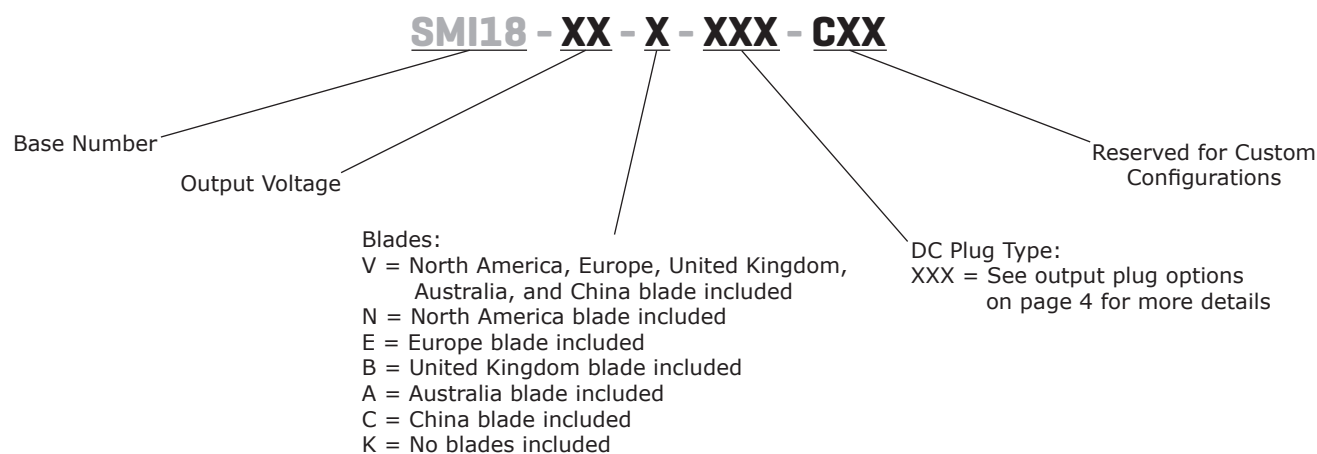 SMI18 - XX - X - XXX - CXX
Base Number
Output Voltage
Reserved for Custom
Configurations
Blades:
V = North America, Europe, United Kingdom,
Australia, and China blade included
N = North America blade included
E = Europe blade included
B = United Kingdom blade included
A = Australia blade included
C = China blade included
K = No blades included
DC Plug Type:
XXX = See output plug options
on page 4 for more details